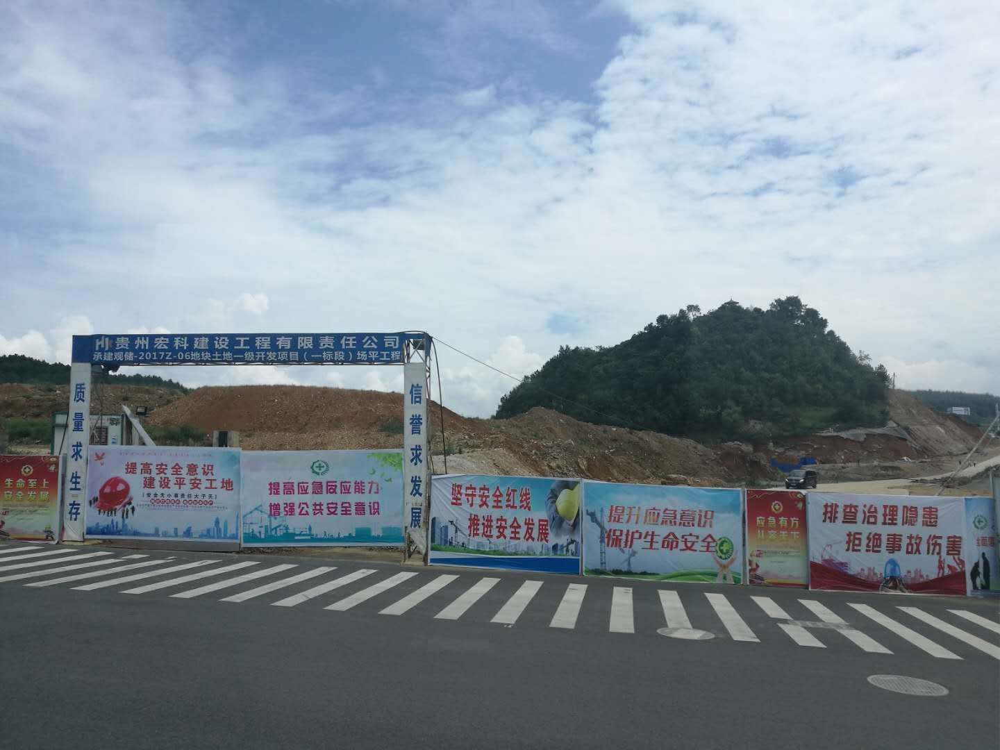 HK贵州宏科建设工程有限责任公司
承建观储-2017Z-06地块土地一级开发项目(一标段)场平工程
质量求生存
信誉求发展
生命至上
安全发展
提高安全意识
建设平安工地
安全天小事责任大于天
提高应急反应能力
增强公共安全意识
坚守安全红线
推进安全发展
提升应急意识
保护生命安全
应急有方
从容天下
排查治理隐患
拒绝事故伤害